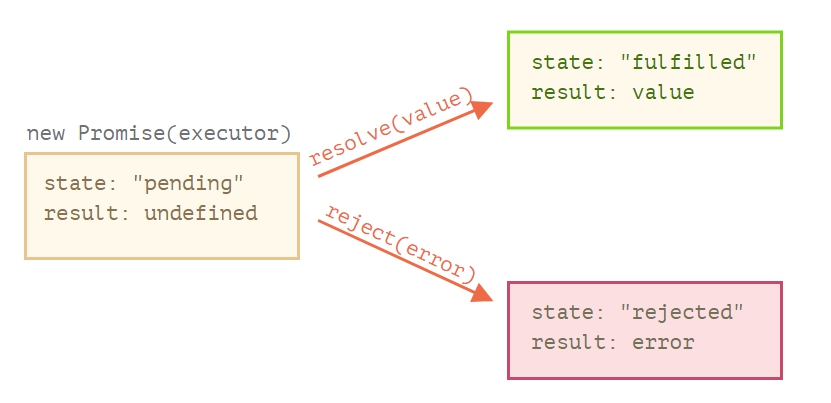 new Promise(executor)
state: "pending"
result: undefined
resolve(value)
reject(error)
state: "fulfilled"
result: value
state: "rejected"
result: error